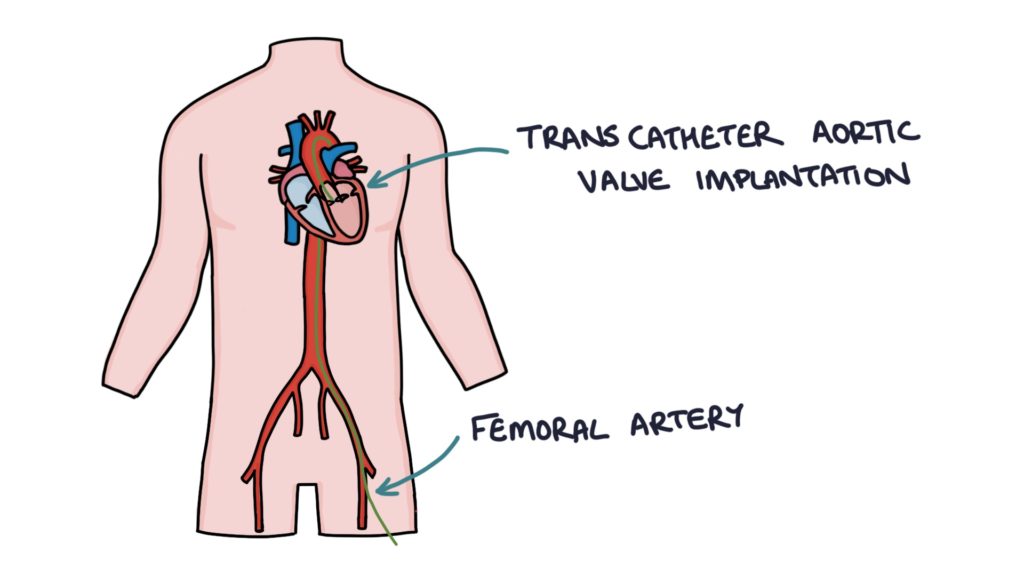 TRANS CATHETER AORTIC
VALVE IMPLANTATION
FEMORAL ARTERY